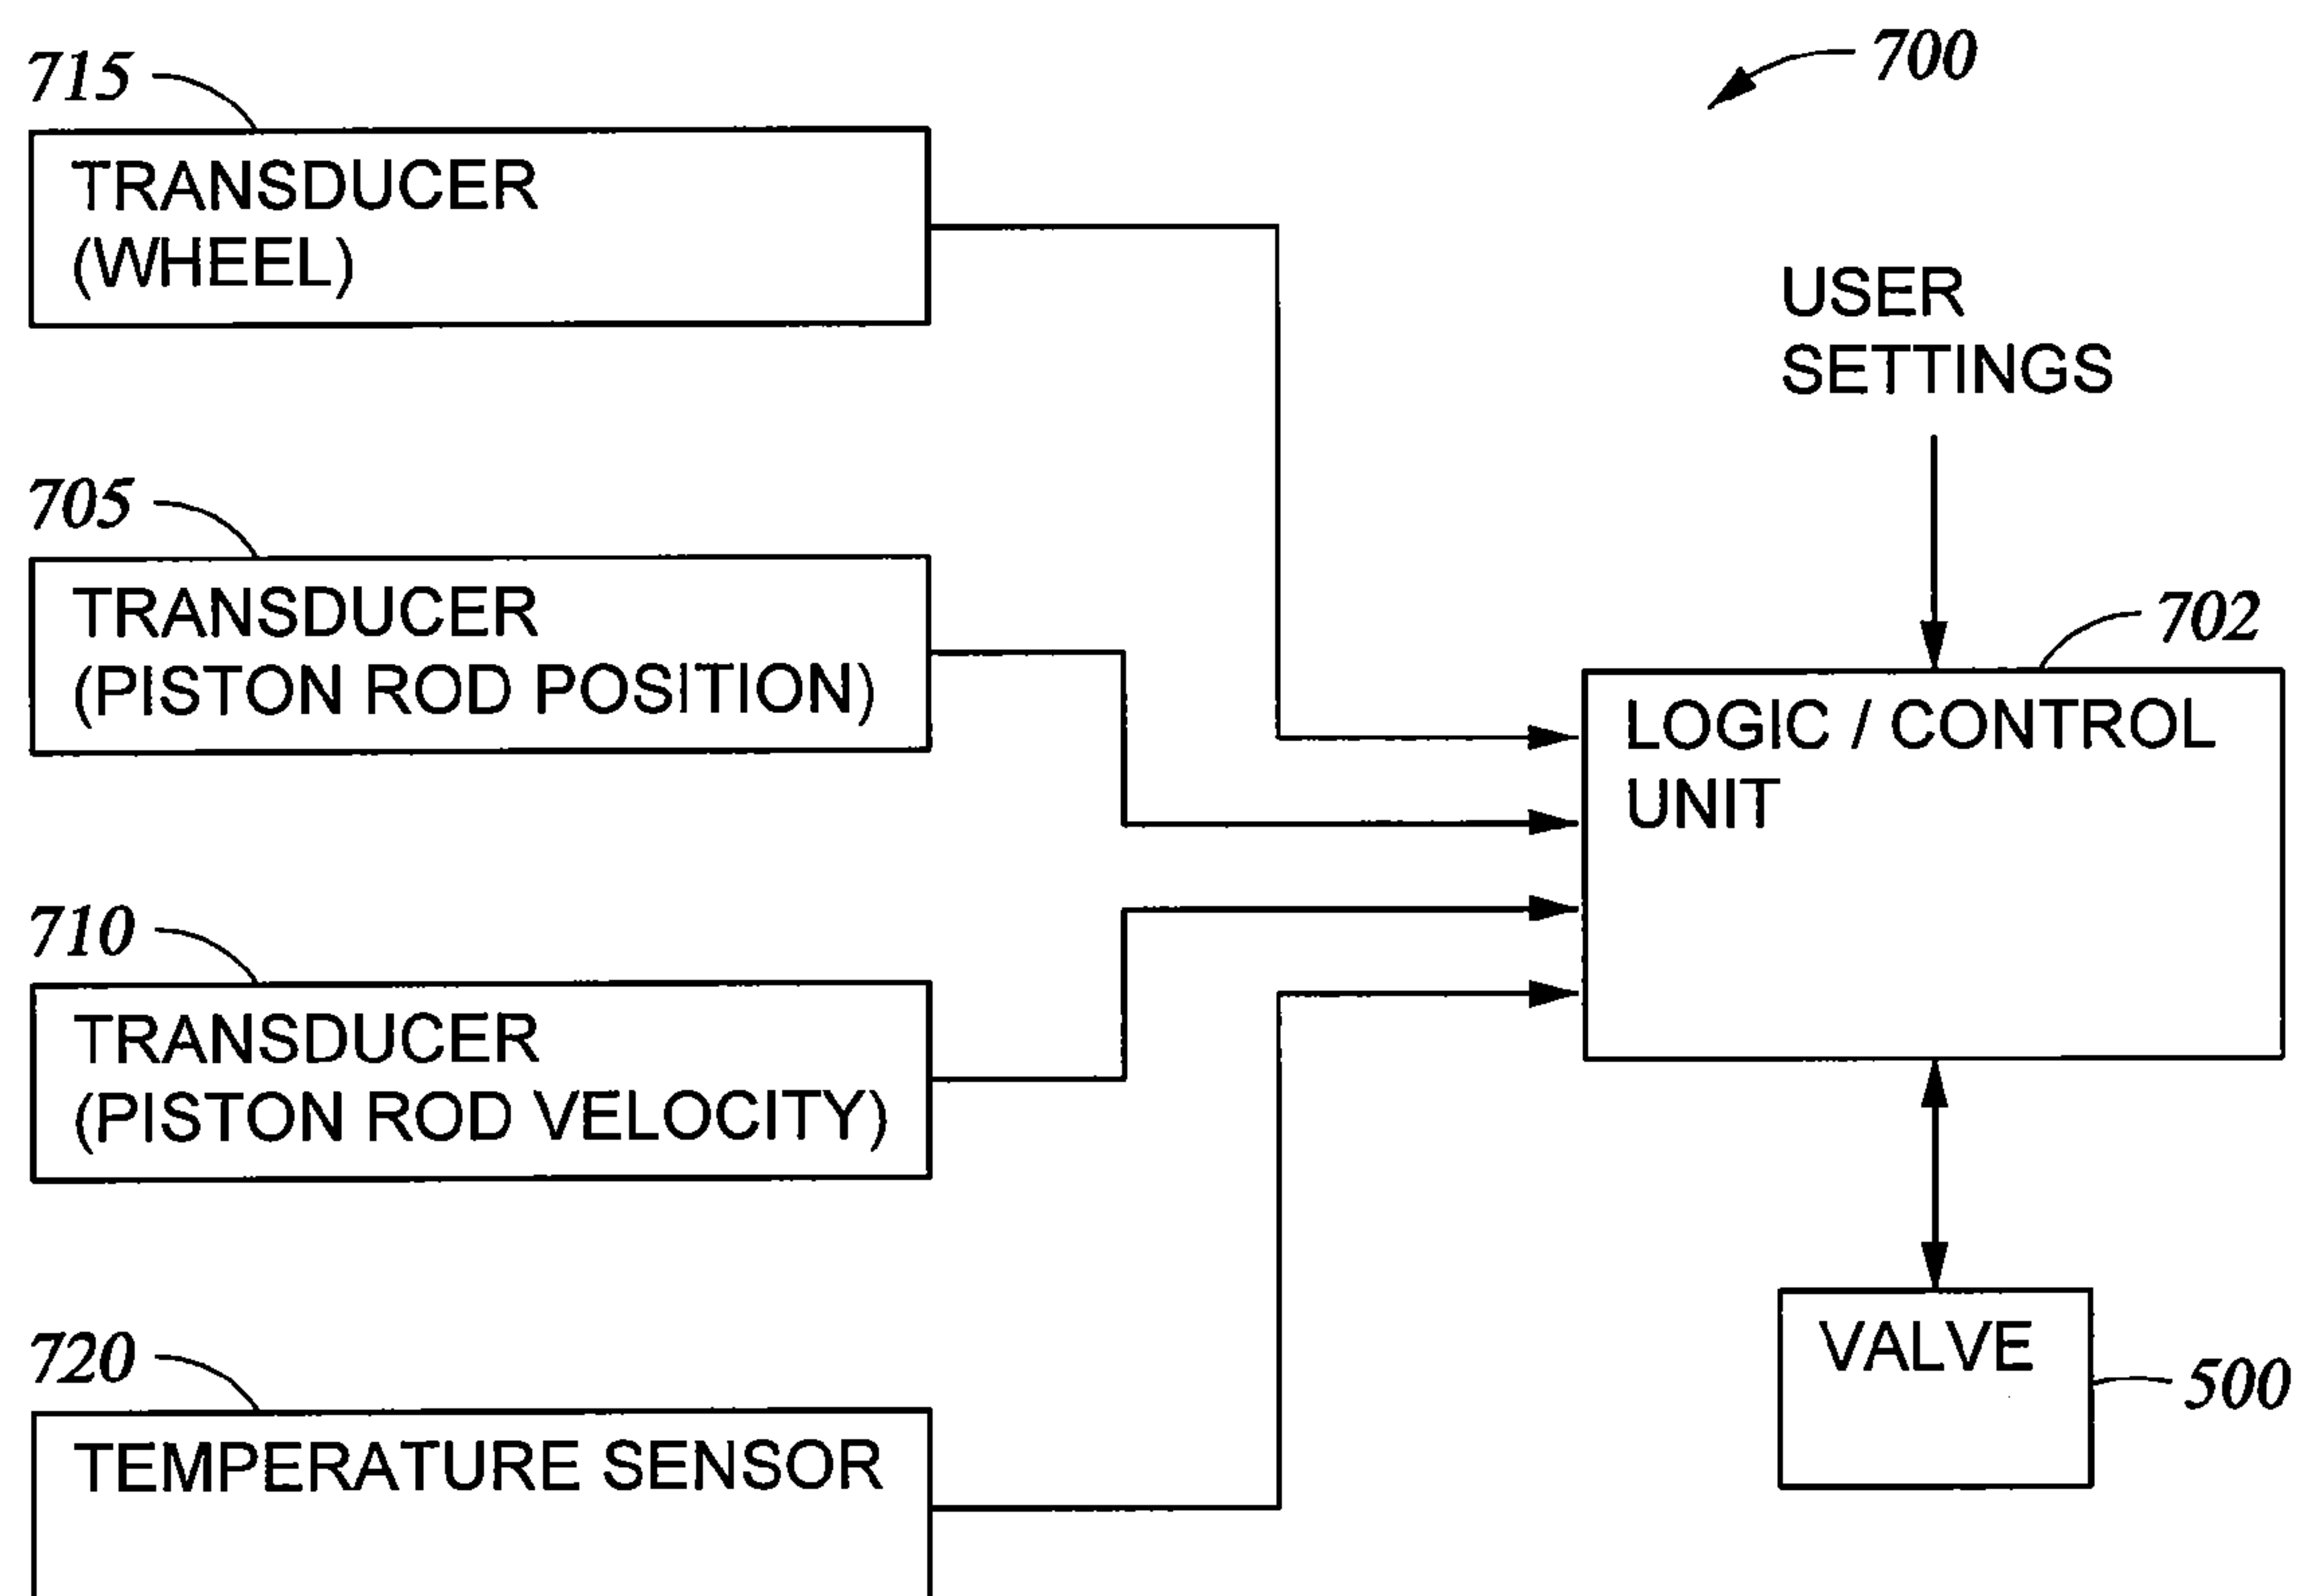 700
715
TRANSDUCER
(WHEEL)
USER
SETTINGS
705
TRANSDUCER
(PISTON ROD POSITION)
702
LOGIC / CONTROL
UNIT
710
TRANSDUCER
(PISTON ROD VELOCITY)
720
TEMPERATURE SENSOR
VALVE
500